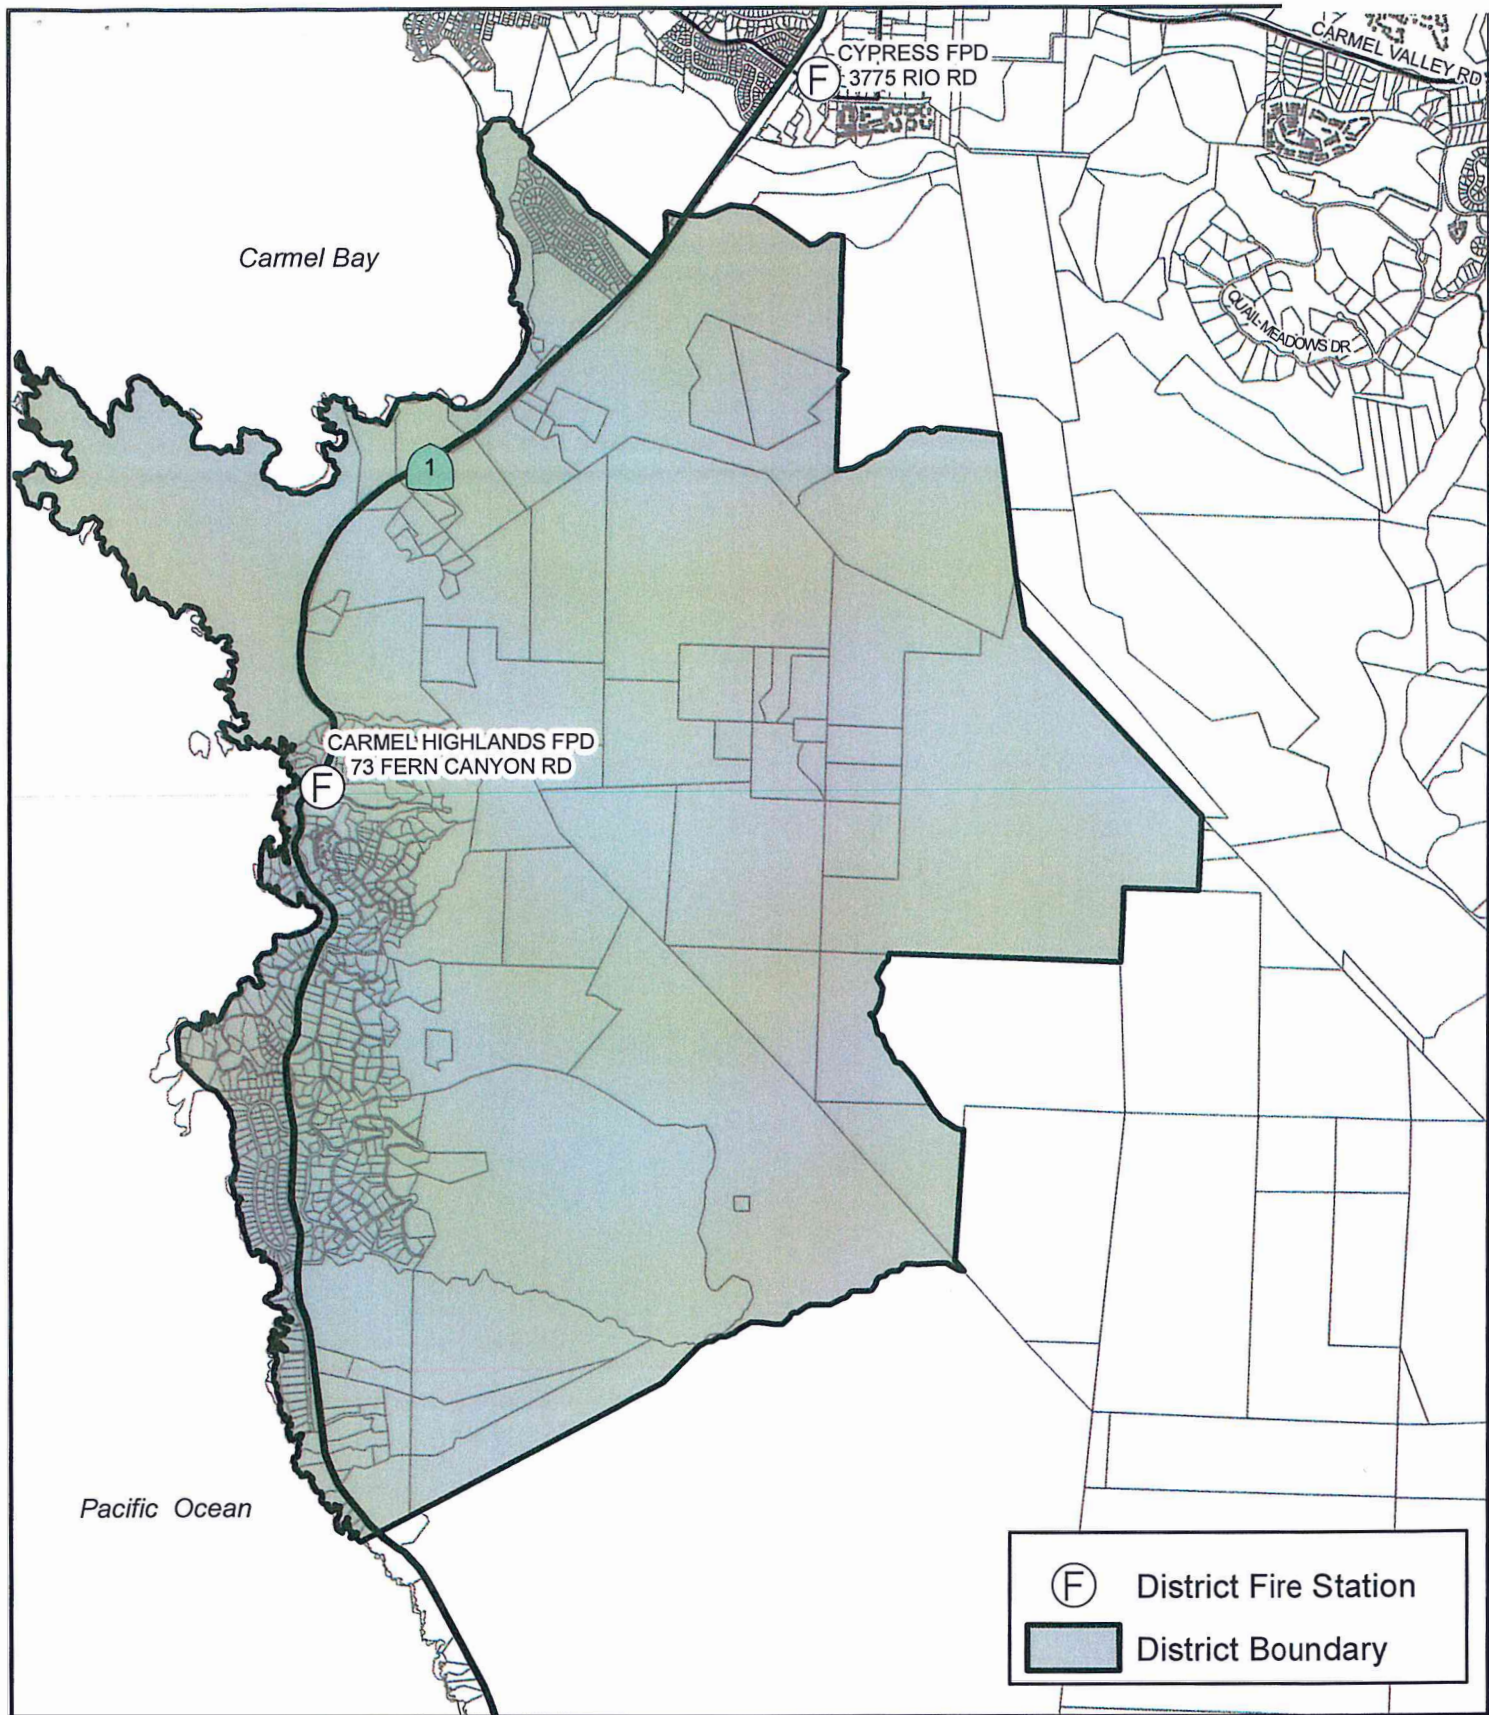 CARMEL VALLEY RD
CYPRESS FPD
3775 RIO RD
F
Carmel Bay
QUAIL MEADOWS DR
1
CARMEL HIGHLANDS FPD
73 FERN CANYON RD
F
Pacific Ocean
F District Fire Station
District Boundary